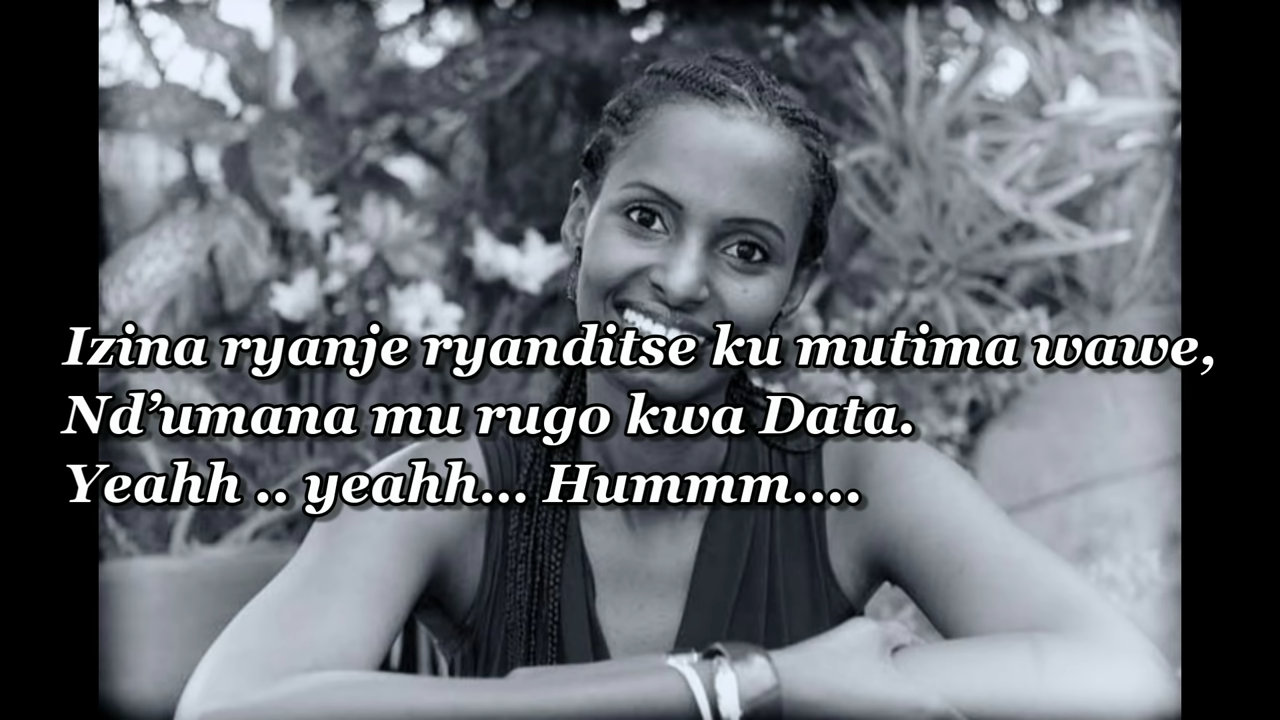 Izina ryanje ryanditse ku mutima wawe,
Nd’umana mu rugo kwa Data.
Yeahh .. yeahh... Hummm....